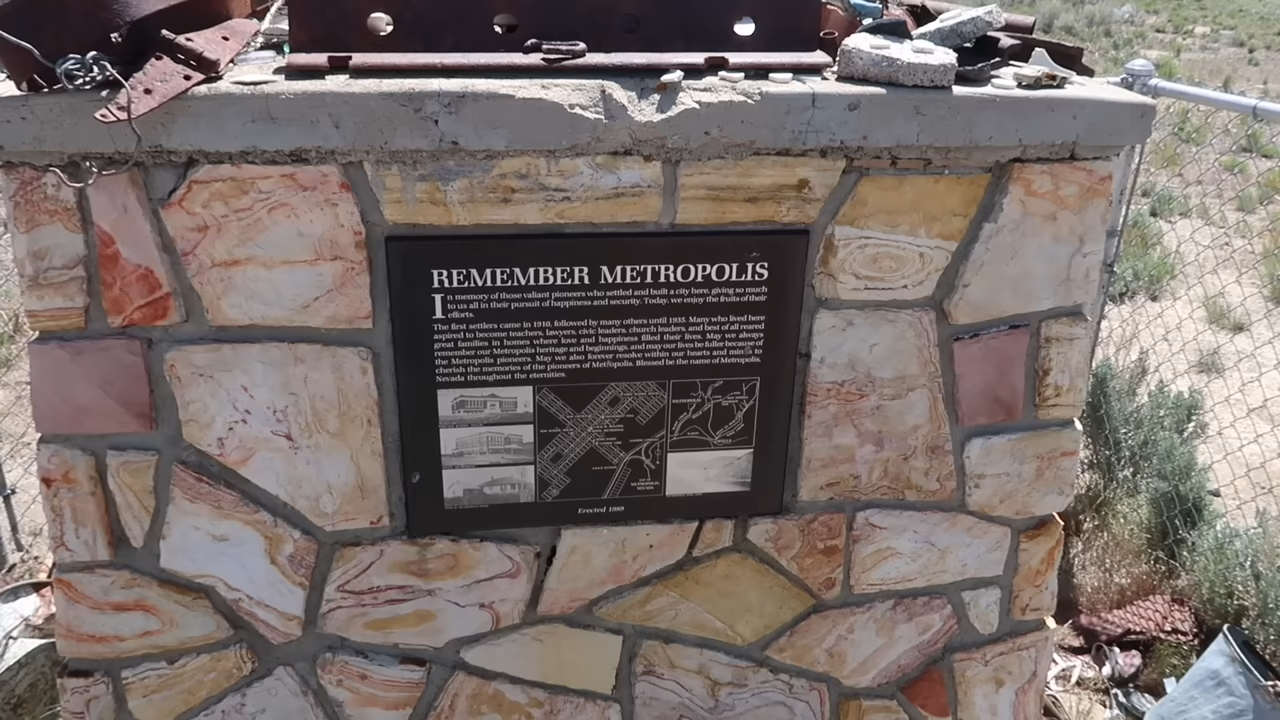 REMEMBER METROPOLIS
In memory of those valiant pioneers who settled and built a city here, giving so much
to us all in their pursuit of happiness and security. Today, we enjoy the fruits of their
efforts.
The first settlers came in 1910, followed by many others until 1935. Many who lived here
aspired to become teachers, lawyers, civic leaders, church leaders, and best of all reared
great families in homes where love and happiness filled their lives. May we always
remember our Metropolis heritage and beginnings, and may our lives be fuller because of
the Metropolis pioneers. May we also forever resolve within our hearts and minds to
cherish the memories of the pioneers of Metropolis. Blessed be the name of Metropolis,
Nevada throughout the eternities.
METROPOLIS
WELLS
MAP OF
METROPOLIS,
NEVADA
Erected 1989